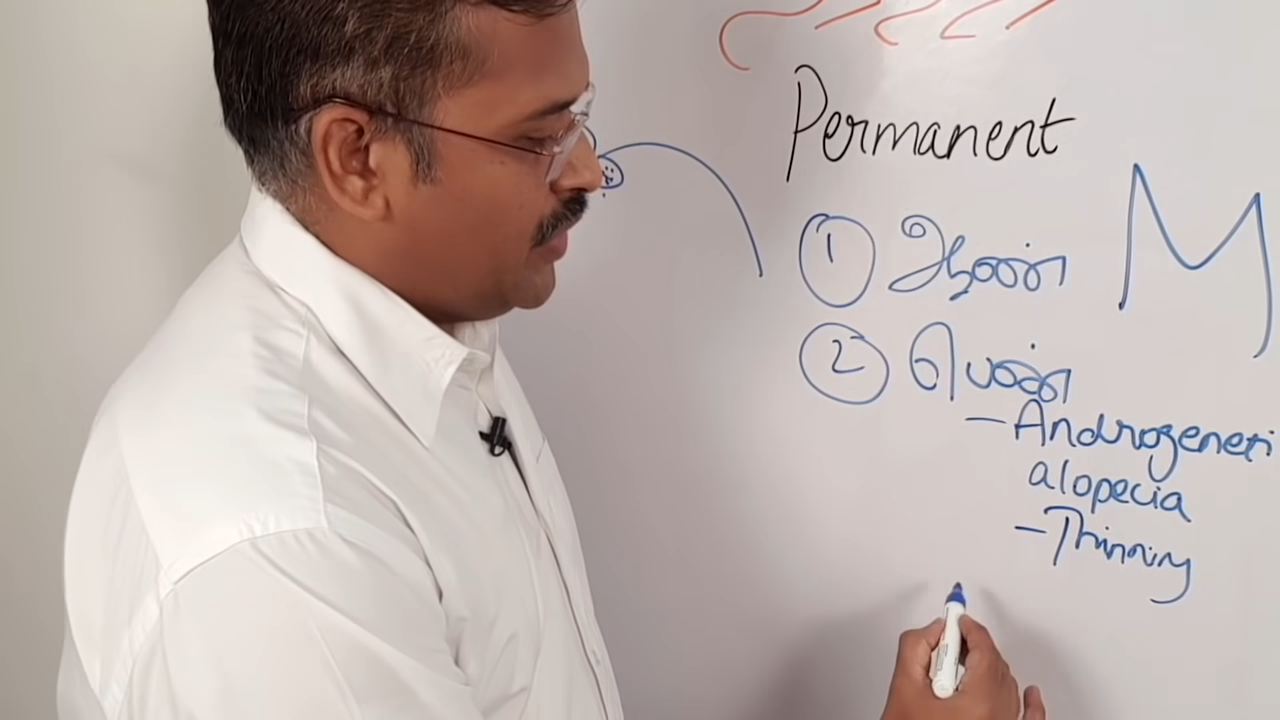 Permanent
1 ஆண் M
2 பெண்
- Androgeneti
alopecia
- Thinning